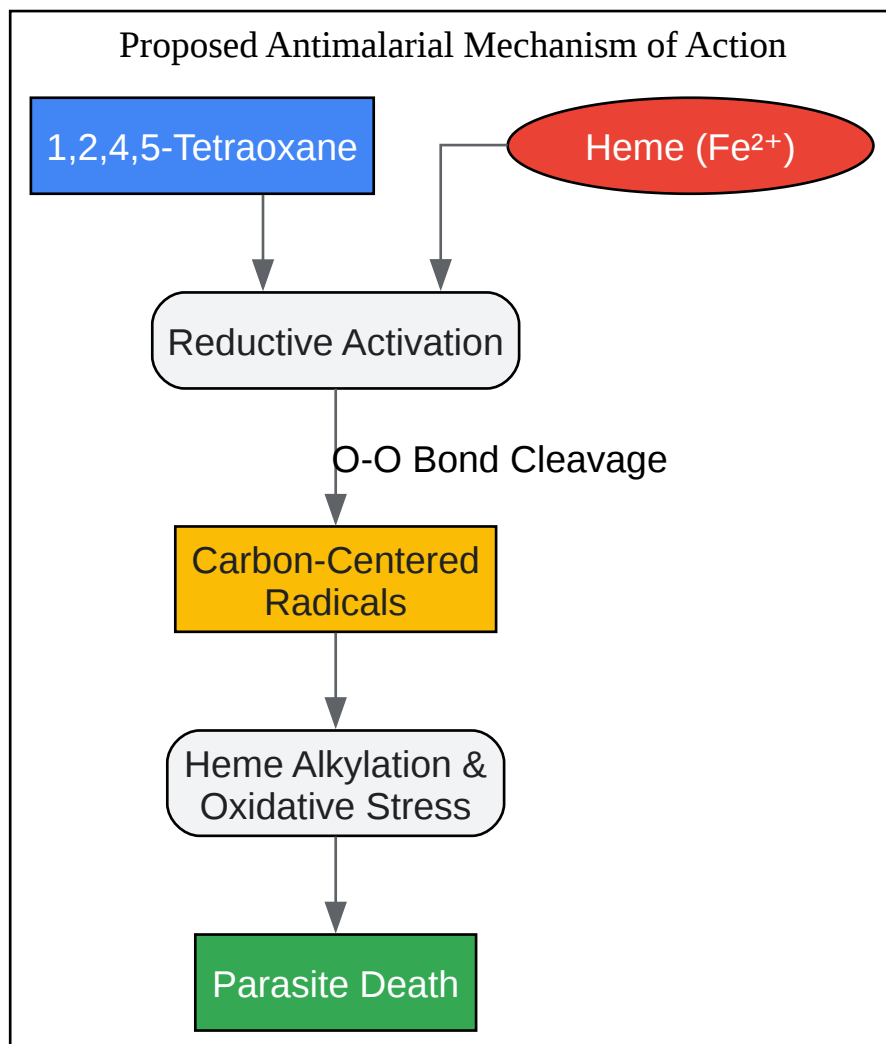 Proposed Antimalarial Mechanism of Action
1,2,4,5-Tetraoxane
Heme (Fe²⁺)
Reductive Activation
O-O Bond Cleavage
Carbon-Centered
Radicals
Heme Alkylation &
Oxidative Stress
Parasite Death